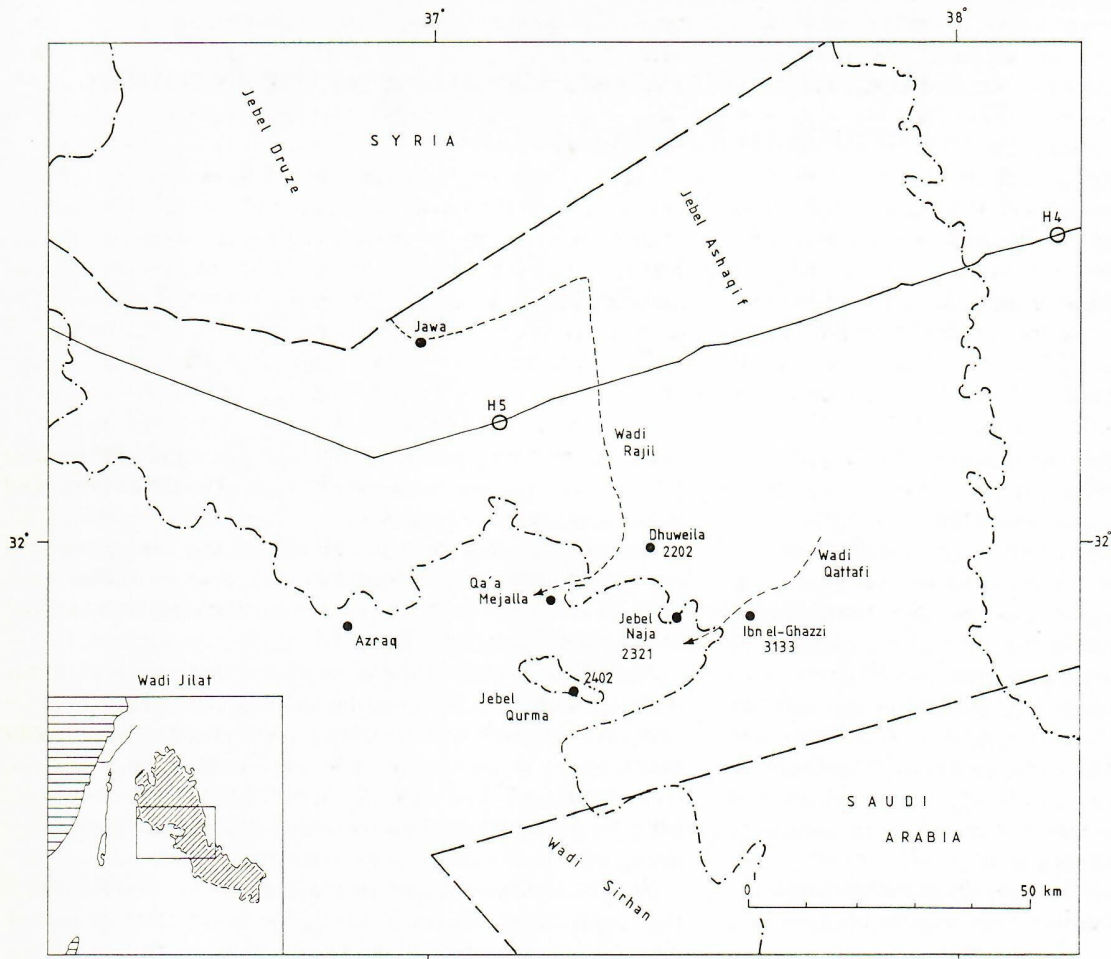 37°
38°
Jebel Druze
SYRIA
Jebel Ashaqif
H4
Jawa
H5
Wadi
Rajil
32°
32°
Dhuweila
2202
Wadi
Qattafi
Qa'a
Mejalla
Azraq
Jebel
Naja
2321
Ibn el-Ghazzi
3133
Wadi Jilat
2402
Jebel
Qurma
SAUDI
ARABIA
Wadi Sirhan
0 50 km